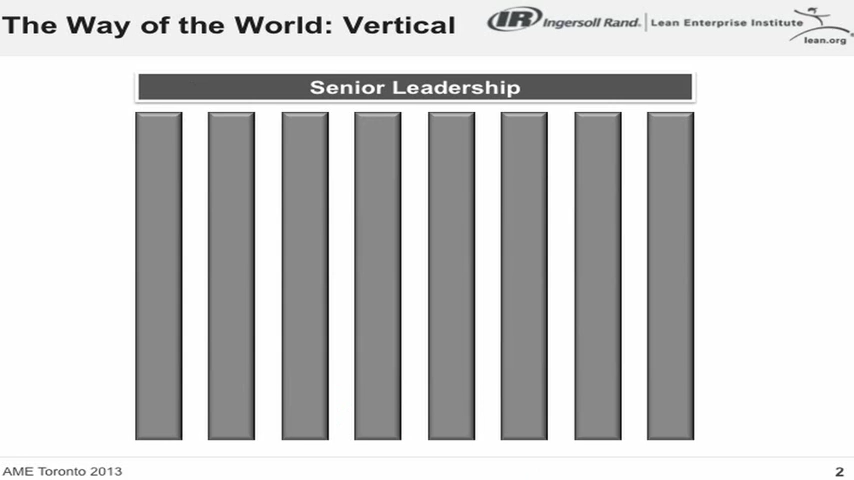 The Way of the World: Vertical
IR Ingersoll Rand. Lean Enterprise Institute
lean.org
Senior Leadership
AME Toronto 2013
2